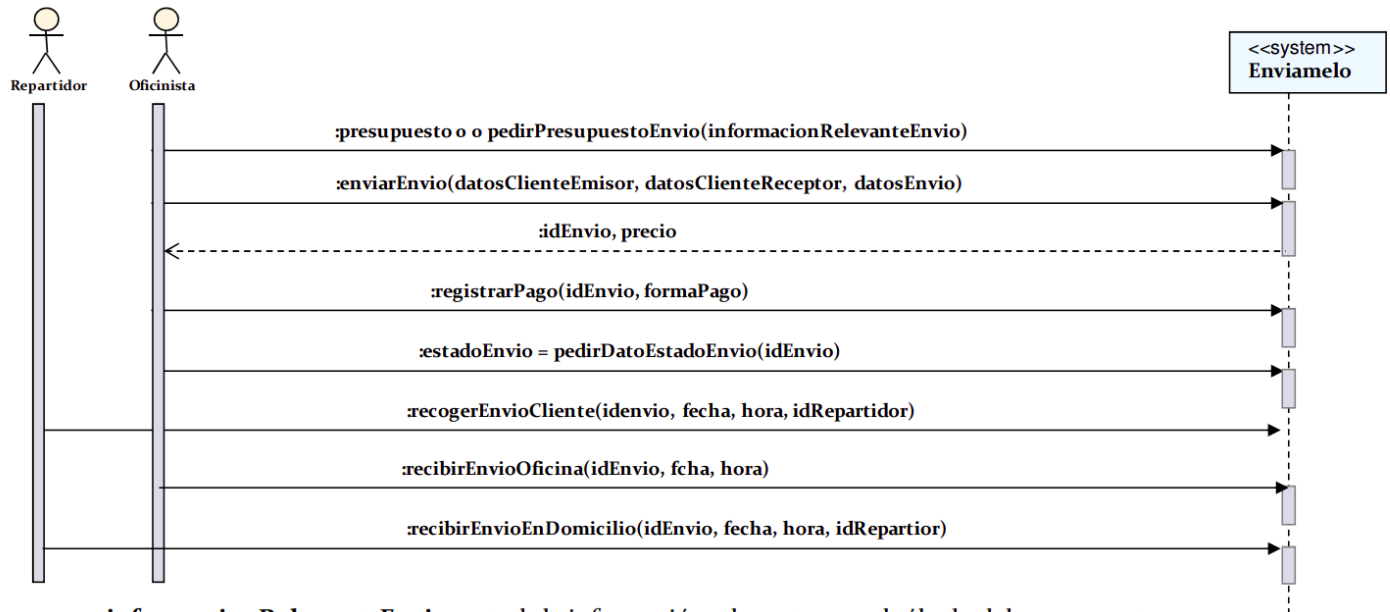 <<system>>
Enviamelo
Repartidor
Oficinista
:presupuesto o o pedirPresupuestoEnvio(informacionRelevanteEnvio)
:enviarEnvio(datosClienteEmisor, datosClienteReceptor, datosEnvio)
:idEnvio, precio
:registrarPago(idEnvio, formaPago)
:estadoEnvio = pedirDatoEstadoEnvio(idEnvio)
:recogerEnvioCliente(idenvio, fecha, hora, idRepartidor)
:recibirEnvioOficina(idEnvio, fcha, hora)
:recibirEnvioEnDomicilio(idEnvio, fecha, hora, idRepartior)